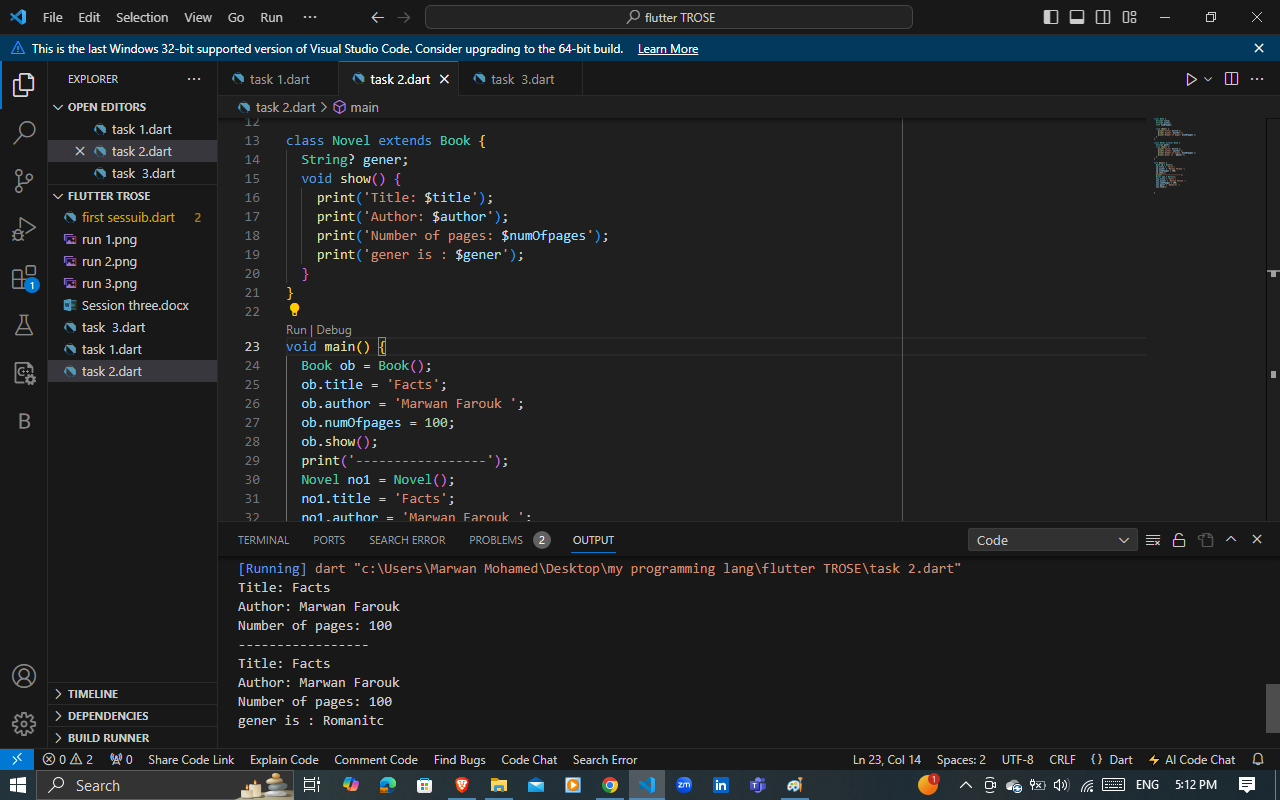 File Edit Selection View Go Run ··· flutter TROSE
This is the last Windows 32-bit supported version of Visual Studio Code. Consider upgrading to the 64-bit build. Learn More
EXPLORER
OPEN EDITORS
task 1.dart
task 2.dart
task  3.dart
FLUTTER TROSE
first sessuib.dart 2
run 1.png
run 2.png
run 3.png
Session three.docx
task  3.dart
task 1.dart
task 2.dart
TIMELINE
DEPENDENCIES
BUILD RUNNER
1
B
task 1.dart task 2.dart task  3.dart
task 2.dart > main
12
13 class Novel extends Book {
14   String? gener;
15   void show() {
16     print('Title: $title');
17     print('Author: $author');
18     print('Number of pages: $numOfpages');
19     print('gener is : $gener');
20   }
21 }
22
Run | Debug
23 void main() {
24   Book ob = Book();
25   ob.title = 'Facts';
26   ob.author = 'Marwan Farouk ';
27   ob.numOfpages = 100;
28   ob.show();
29   print('-----------------');
30   Novel no1 = Novel();
31   no1.title = 'Facts';
32   no1.author = 'Marwan Farouk ';
TERMINAL PORTS SEARCH ERROR PROBLEMS 2 OUTPUT Code
[Running] dart "c:\Users\Marwan Mohamed\Desktop\my programming lang\flutter TROSE\task 2.dart"
Title: Facts
Author: Marwan Farouk
Number of pages: 100
-----------------
Title: Facts
Author: Marwan Farouk
Number of pages: 100
gener is : Romanitc
0 2 0 Share Code Link Explain Code Comment Code Find Bugs Code Chat Search Error Ln 23, Col 14 Spaces: 2 UTF-8 CRLF {} Dart AI Code Chat
Search zm in 1 ENG 5:12 PM